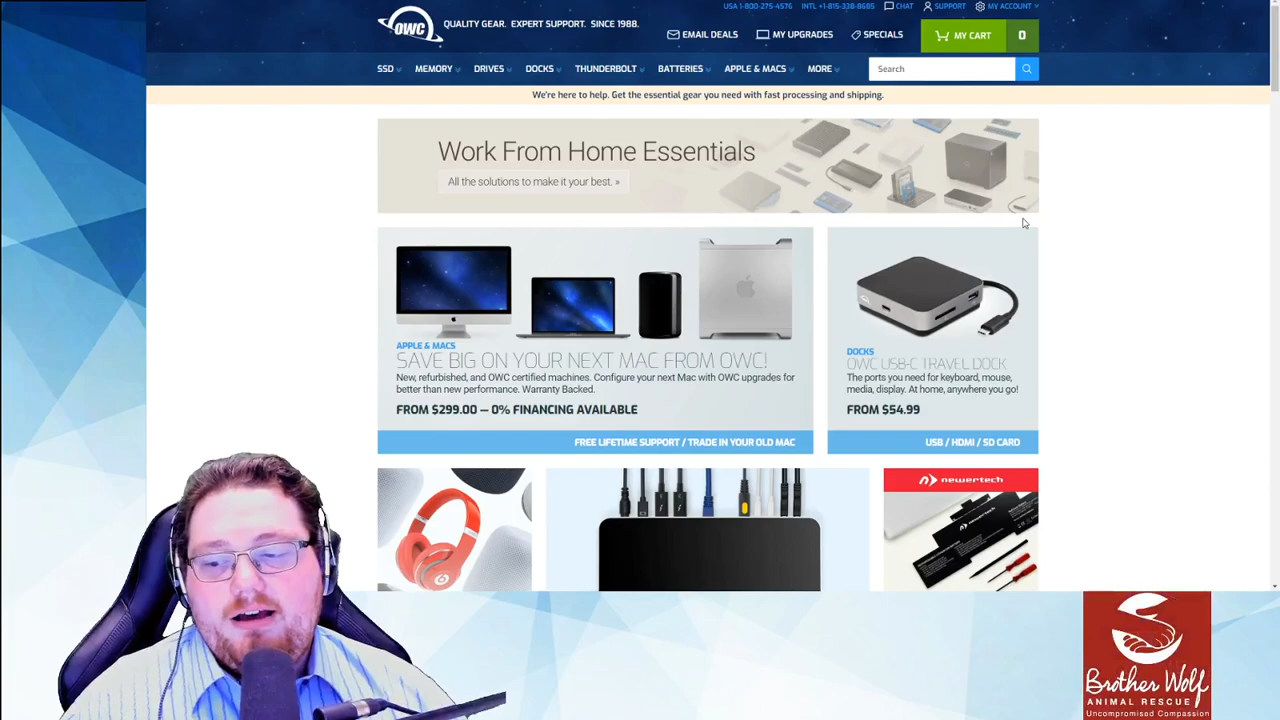 USA 1-800-275-4576 INTL +1-815-338-8685 CHAT SUPPORT MY ACCOUNT
OWC QUALITY GEAR. EXPERT SUPPORT. SINCE 1988.
EMAIL DEALS MY UPGRADES SPECIALS MY CART 0
SSD MEMORY DRIVES DOCKS THUNDERBOLT BATTERIES APPLE & MACS MORE Search
We're here to help. Get the essential gear you need with fast processing and shipping.
Work From Home Essentials
All the solutions to make it your best. »
APPLE & MACS
SAVE BIG ON YOUR NEXT MAC FROM OWC!
New, refurbished, and OWC certified machines. Configure your next Mac with OWC upgrades for
better than new performance. Warranty Backed.
FROM $299.00 — 0% FINANCING AVAILABLE
FREE LIFETIME SUPPORT / TRADE IN YOUR OLD MAC
DOCKS
OWC USB-C TRAVEL DOCK
The ports you need for keyboard, mouse,
media, display. At home, anywhere you go!
FROM $54.99
USB / HDMI / SD CARD
newertech
Brother Wolf
ANIMAL RESCUE
Uncompromised Compassion